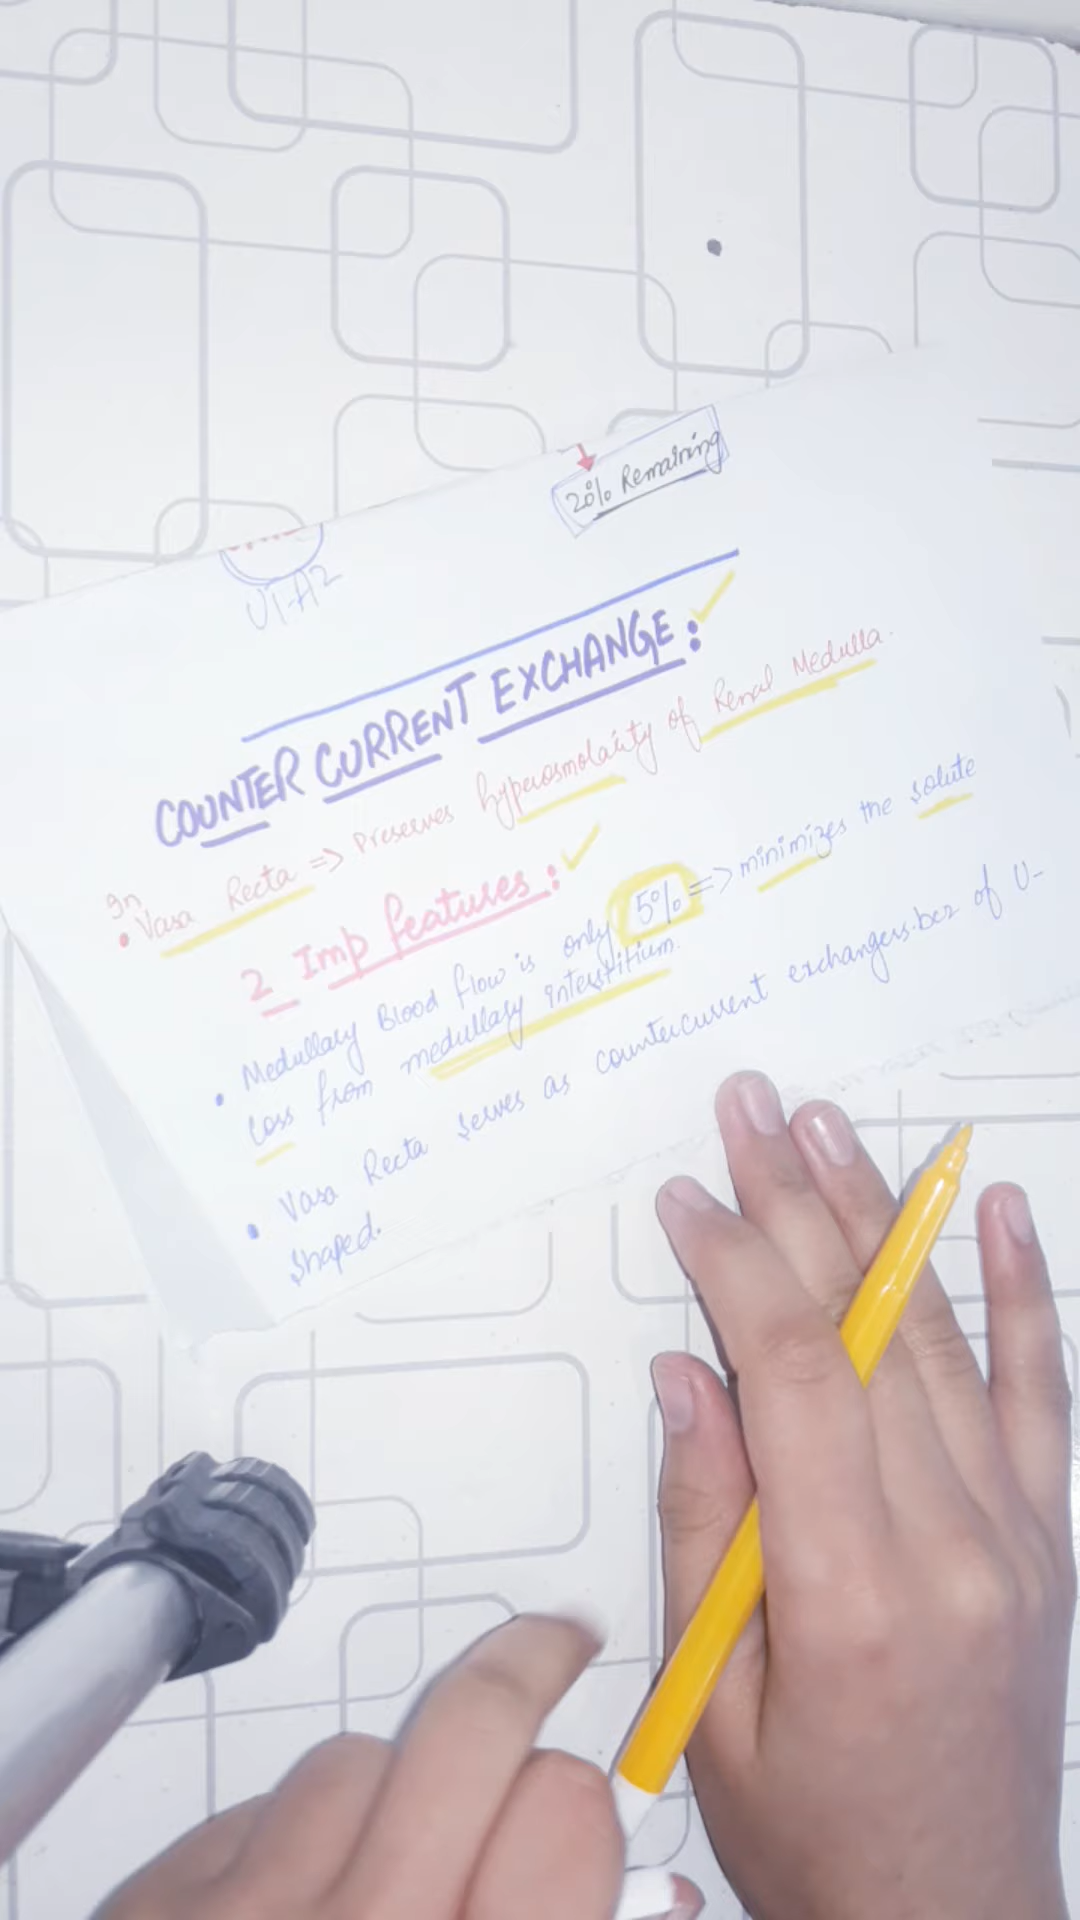 20% Remaining
V1-A2
COUNTER CURRENT EXCHANGE:
In
• Vasa Recta => Preserves hyperosmolarity of Renal Medulla.
2 Imp features:
• Medullary Blood flow is only 5% => minimizes the solute
loss from medullary interstitium.
• Vasa Recta serves as countercurrent exchangers.bcz of U-
shaped.